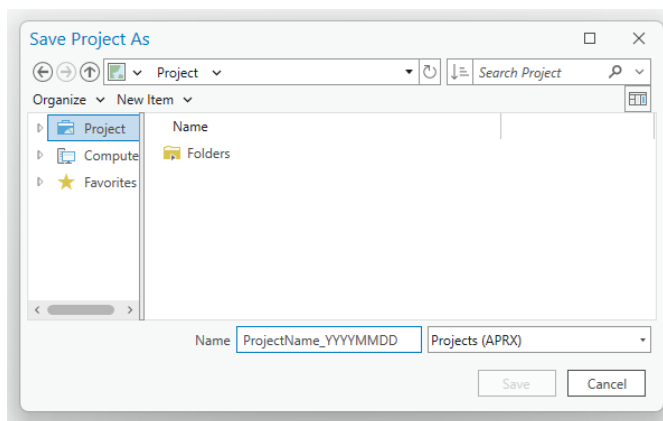 Save Project As
Project
Search Project
Organize New Item
Project
Compute
Favorites
Name
Folders
Name ProjectName_YYYYMMDD Projects (APRX)
Save Cancel